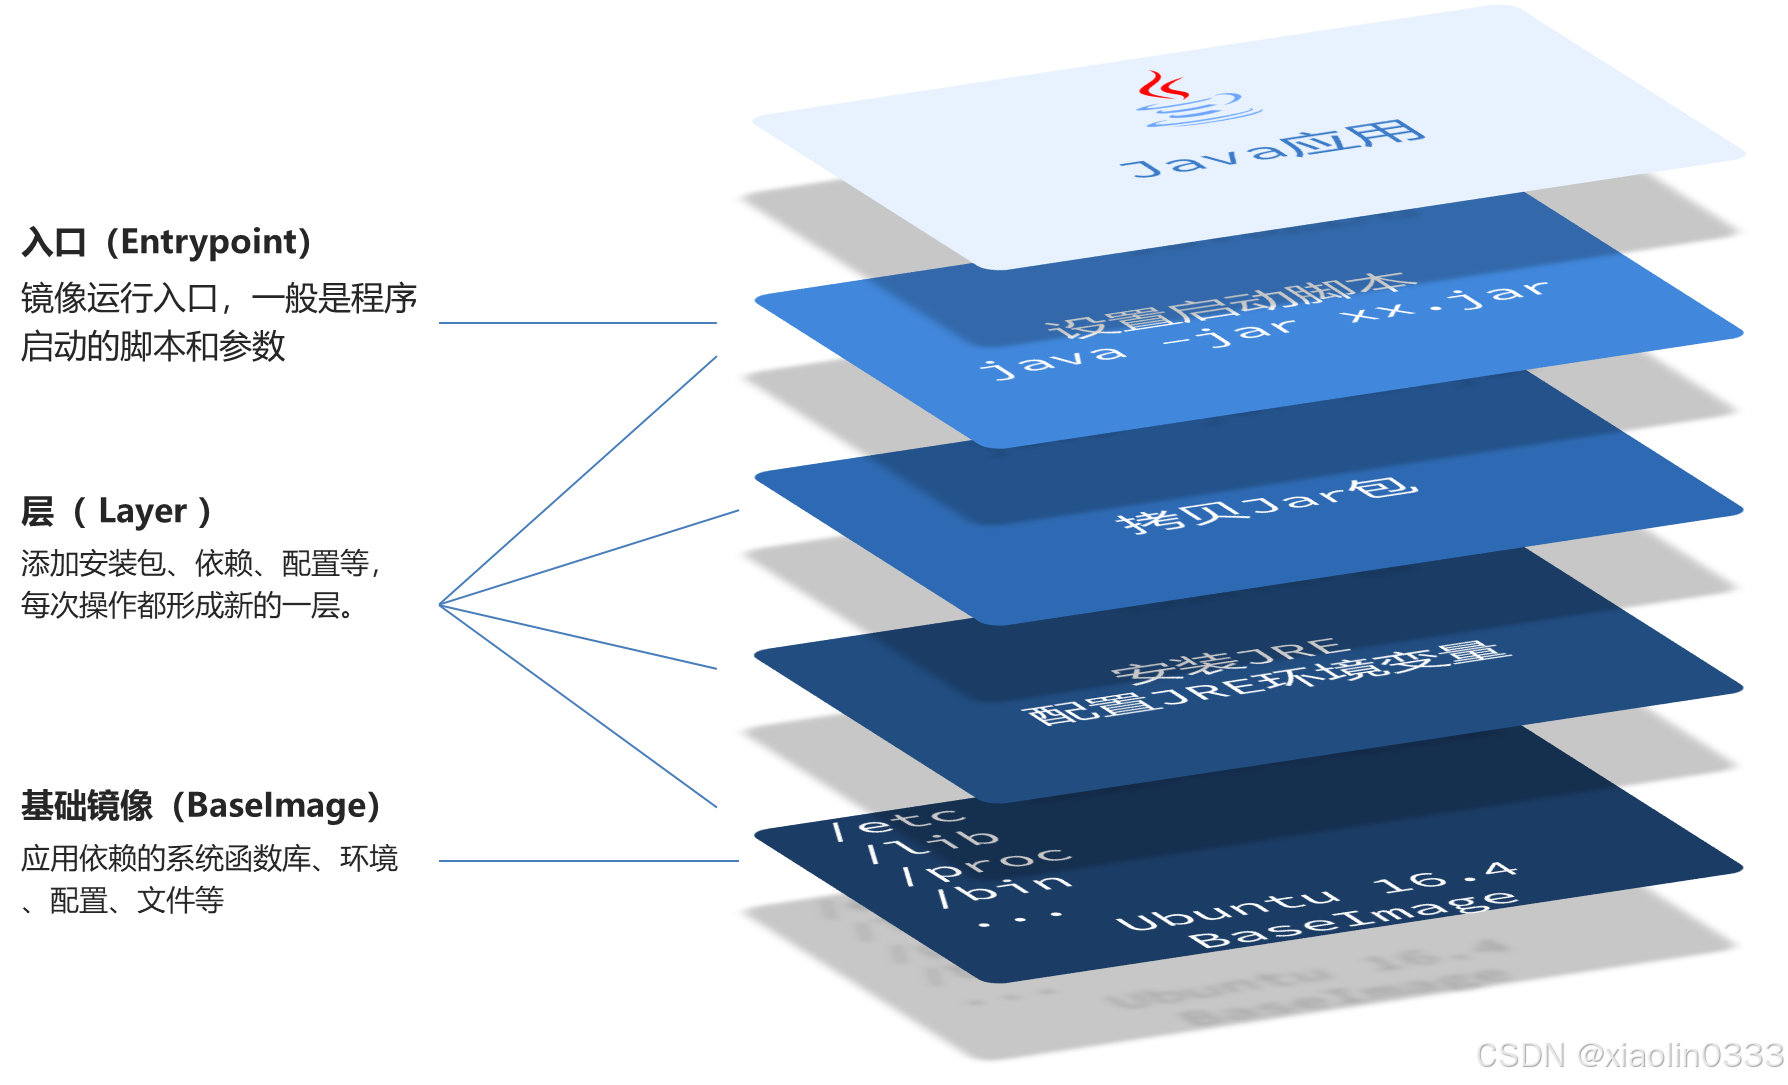 入口（Entrypoint）
镜像运行入口，一般是程序
启动的脚本和参数
层（ Layer ）
添加安装包、依赖、配置等，
每次操作都形成新的一层。
基础镜像（BaseImage）
应用依赖的系统函数库、环境
、配置、文件等
Java应用
设置启动脚本
java -jar xx.jar
拷贝Jar包
安装JRE
配置JRE环境变量
/etc
/lib
/proc
/bin
...
Ubuntu 16.4
BaseImage
CSDN @xiaolin0333